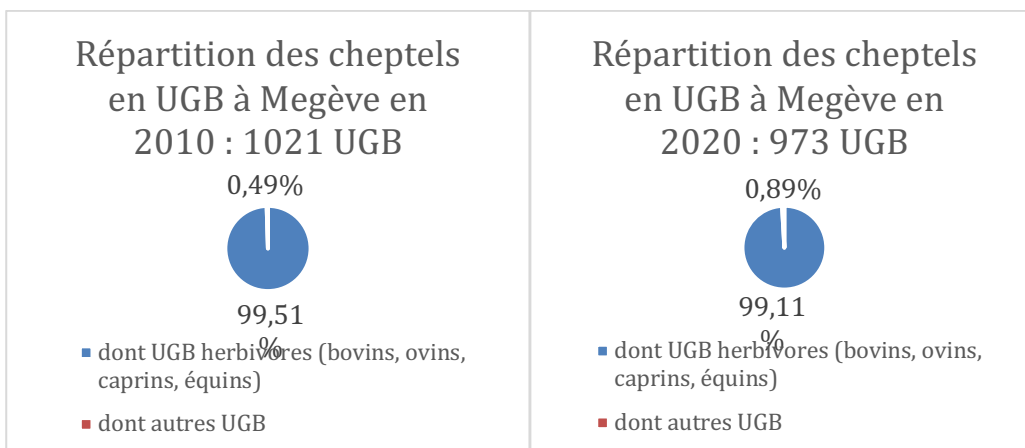 Répartition des cheptels
en UGB à Megève en
2010 : 1021 UGB
0,49%
99,51
%
dont UGB herbivores (bovins, ovins,
caprins, équins)
dont autres UGB
Répartition des cheptels
en UGB à Megève en
2020 : 973 UGB
0,89%
99,11
%
dont UGB herbivores (bovins, ovins,
caprins, équins)
dont autres UGB